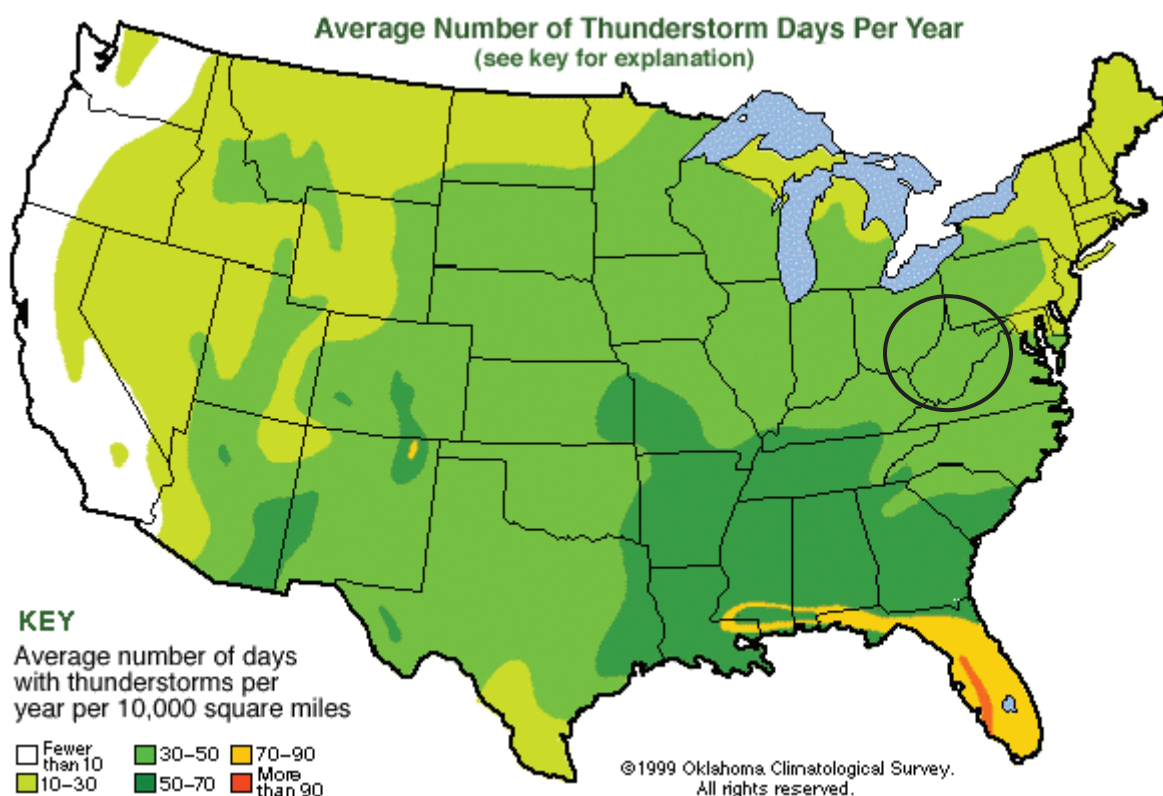 Average Number of Thunderstorm Days Per Year
(see key for explanation)
KEY
Average number of days
with thunderstorms per
year per 10,000 square miles
Fewer
than 10
10–30
30–50
50–70
70–90
More
than 90
©1999 Oklahoma Climatological Survey.
All rights reserved.